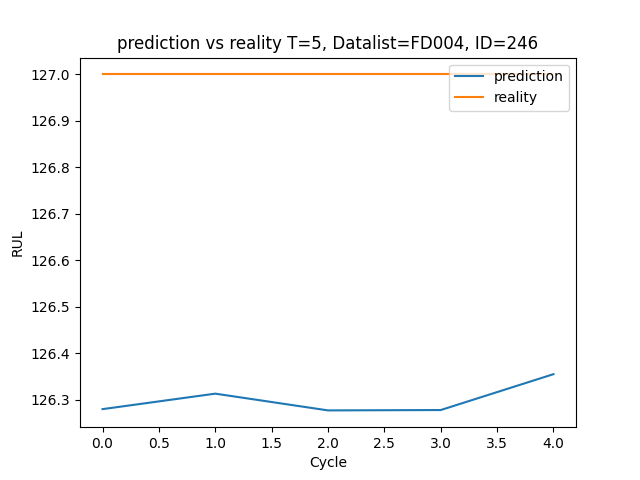 prediction vs reality T=5, Datalist=FD004, ID=246
127.0
126.9
126.8
126.7
126.6
126.5
126.4
126.3
RUL
prediction
reality
0.0 0.5 1.0 1.5 2.0 2.5 3.0 3.5 4.0
Cycle